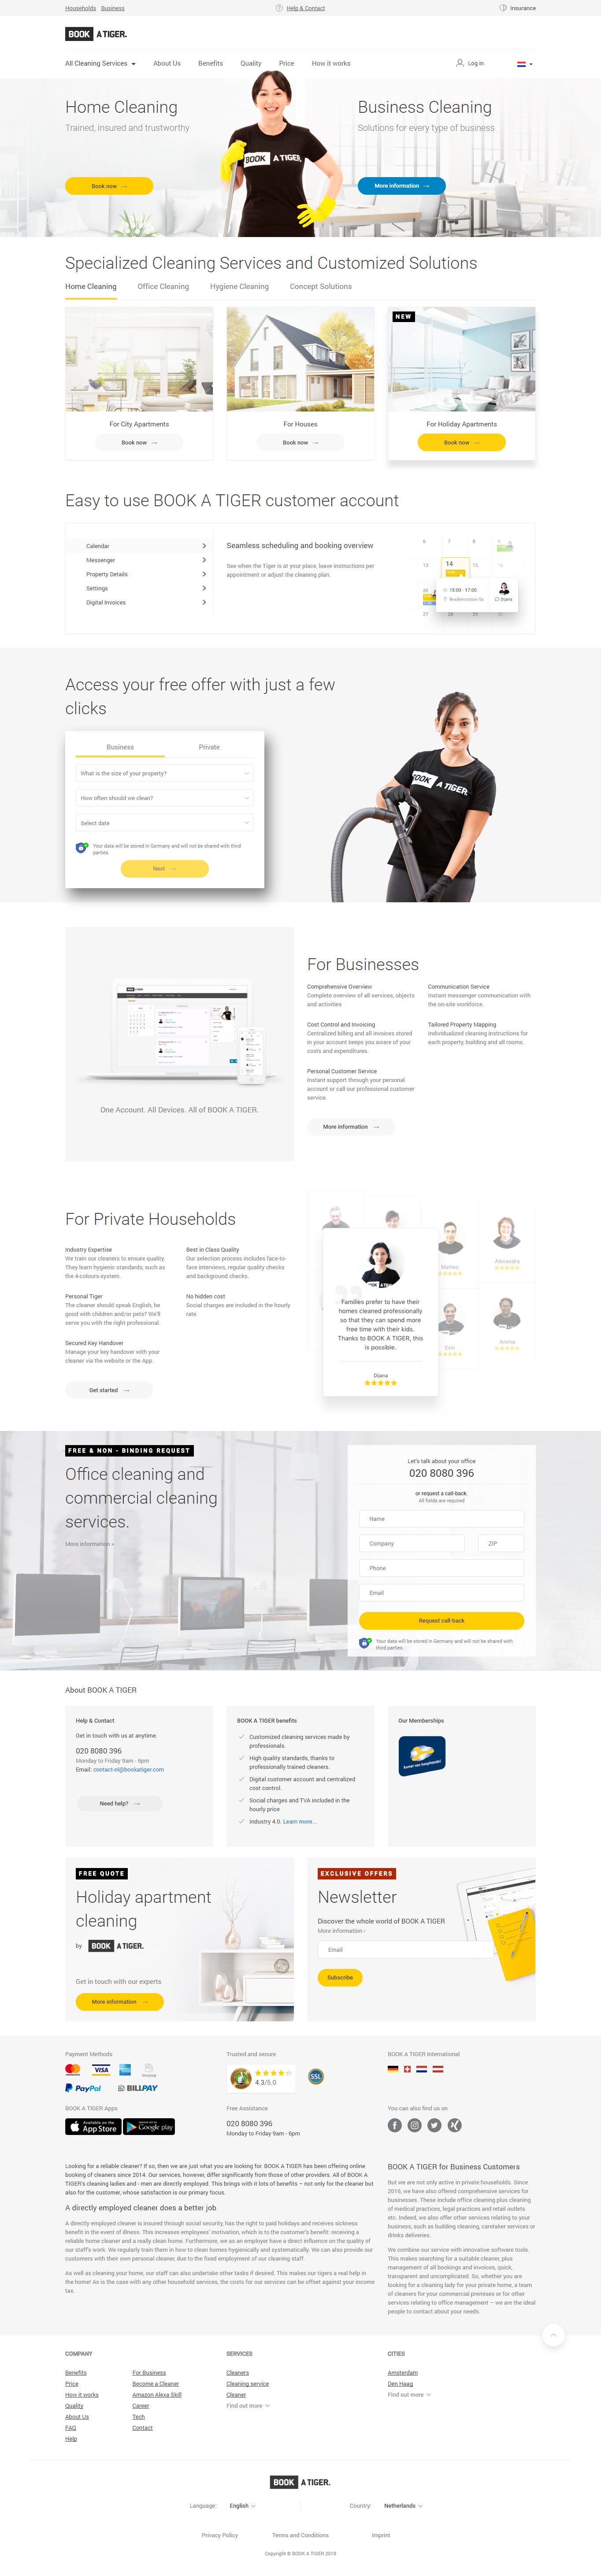 Households Business Help & Contact Insurance
BOOK A TIGER.
All Cleaning Services About Us Benefits Quality Price How it works Log in
Home Cleaning
Trained, insured and trustworthy
Book now →
BOOK A TIGER.
Business Cleaning
Solutions for every type of business
More information →
Specialized Cleaning Services and Customized Solutions
Home Cleaning Office Cleaning Hygiene Cleaning Concept Solutions
NEW
For City Apartments For Houses For Holiday Apartments
Book now → Book now → Book now →
Easy to use BOOK A TIGER customer account
Calendar
Messenger
Property Details
Settings
Digital Invoices
Seamless scheduling and booking overview
See when the Tiger is at your place, leave instructions per
appointment or adjust the cleaning plan.
6 7 8
13 14 15
20
15:00 - 17:00
Dijana
27 28 29 30
Access your free offer with just a few
clicks
Business Private
What is the size of your property?
How often should we clean?
Select date
Your data will be stored in Germany and will not be shared with third
parties.
Next →
BOOK A TIGER.
One Account. All Devices. All of BOOK A TIGER.
For Businesses
Comprehensive Overview
Complete overview of all services, objects
and activities
Communication Service
Instant messenger communication with
the on-site workforce.
Cost Control and Invoicing
Centralized billing and all invoices stored
in your account keeps you aware of your
costs and expenditures.
Tailored Property Mapping
Individualized cleaning instructions for
each property, building and all rooms.
Personal Customer Service
Instant support through your personal
account or call our professional customer
service.
More information →
For Private Households
Industry Expertise
We train our cleaners to ensure quality.
They learn hygienic standards, such as
the 4-colours-system.
Best in Class Quality
Our selection process includes face-to-
face interviews, regular quality checks
and background checks.
Personal Tiger
The cleaner should speak English, be
good with children and/or pets? We'll
serve you with the right professional.
No hidden cost
Social charges are included in the hourly
rate.
Secured Key Handover
Manage your key handover with your
cleaner via the website or the App.
Get started →
Matteo
Alexandra
Esin
Amma
Families prefer to have their
homes cleaned professionally
so that they can spend more
free time with their kids.
Thanks to BOOK A TIGER, this
is possible.
Dijana
FREE & NON - BINDING REQUEST
Office cleaning and
commercial cleaning
services.
More information >
Let's talk about your office
020 8080 396
or request a call-back.
All fields are required
Name
Company ZIP
Phone
Email
Request call-back
Your data will be stored in Germany and will not be shared with
third parties.
About BOOK A TIGER
Help & Contact
Get in touch with us at anytime.
020 8080 396
Monday to Friday 9am - 6pm
Email: contact-nl@bookatiger.com
Need help? →
BOOK A TIGER benefits
Customized cleaning services made by
professionals.
High quality standards, thanks to
professionally trained cleaners.
Digital customer account and centralized
cost control.
Social charges and TVA included in the
hourly price
Industry 4.0. Learn more...
Our Memberships
Kamer van koophandel
FREE QUOTE
Holiday apartment
cleaning
by BOOK A TIGER.
Get in touch with our experts
More information →
EXCLUSIVE OFFERS
Newsletter
Discover the whole world of BOOK A TIGER
More information ›
Email
Subscribe
Payment Methods
VISA
PayPal BILLPAY
BOOK A TIGER Apps
Available on the App Store
Google play
Trusted and secure
4.3/5.0
SSL
Free Assistance
020 8080 396
Monday to Friday 9am - 6pm
BOOK A TIGER International
You can also find us on
Looking for a reliable cleaner? If so, then we are just what you are looking for. BOOK A TIGER has been offering online
booking of cleaners since 2014. Our services, however, differ significantly from those of other providers. All of BOOK A
TIGER's cleaning ladies and - men are directly employed. This brings with it lots of benefits – not only for the cleaner but
also for the customer, whose satisfaction is our primary focus.
A directly employed cleaner does a better job
A directly employed cleaner is insured through social security, has the right to paid holidays and receives sickness
benefit in the event of illness. This increases employees' motivation, which is to the customer's benefit: receiving a
reliable home cleaner and a really clean home. Furthermore, we as an employer have a direct influence on the quality of
our staff's work. We regularly train them in how to work hygienically and systematically. We can also provide our
customers with their own personal cleaner, due to the fixed employment of our cleaning staff.
As well as cleaning your home, our staff can also undertake other tasks if desired. This makes our tigers a real help in
the home! As is the case with any other household services, the costs for our services can be offset against your income
tax.
BOOK A TIGER for Business Customers
But we are not only active in private households. Since
2016, we have also offered comprehensive services for
businesses. These include office cleaning plus cleaning
of medical practices, legal practices and retail outlets
etc. Indeed, we also offer other services relating to your
business, such as building cleaning, caretaker services or
drinks deliveries.
We combine our service with innovative software tools.
This makes searching for a suitable cleaner, plus
management of all bookings and invoices, quick,
transparent and uncomplicated. So, whether you are
looking for a cleaning lady for your private home, a team
of cleaners for your commercial premises or for other
services relating to office management – we are the ideal
people to contact about your needs.
COMPANY SERVICES CITIES
Benefits For Business Cleaners Amsterdam
Price Become a Cleaner Cleaning service Den Haag
How it works Amazon Alexa Skill Cleaner Find out more
Quality Career Find out more
About Us Tech
FAQ Contact
Help
BOOK A TIGER.
Language: English Country: Netherlands
Privacy Policy Terms and Conditions Imprint
Copyright © BOOK A TIGER 2018